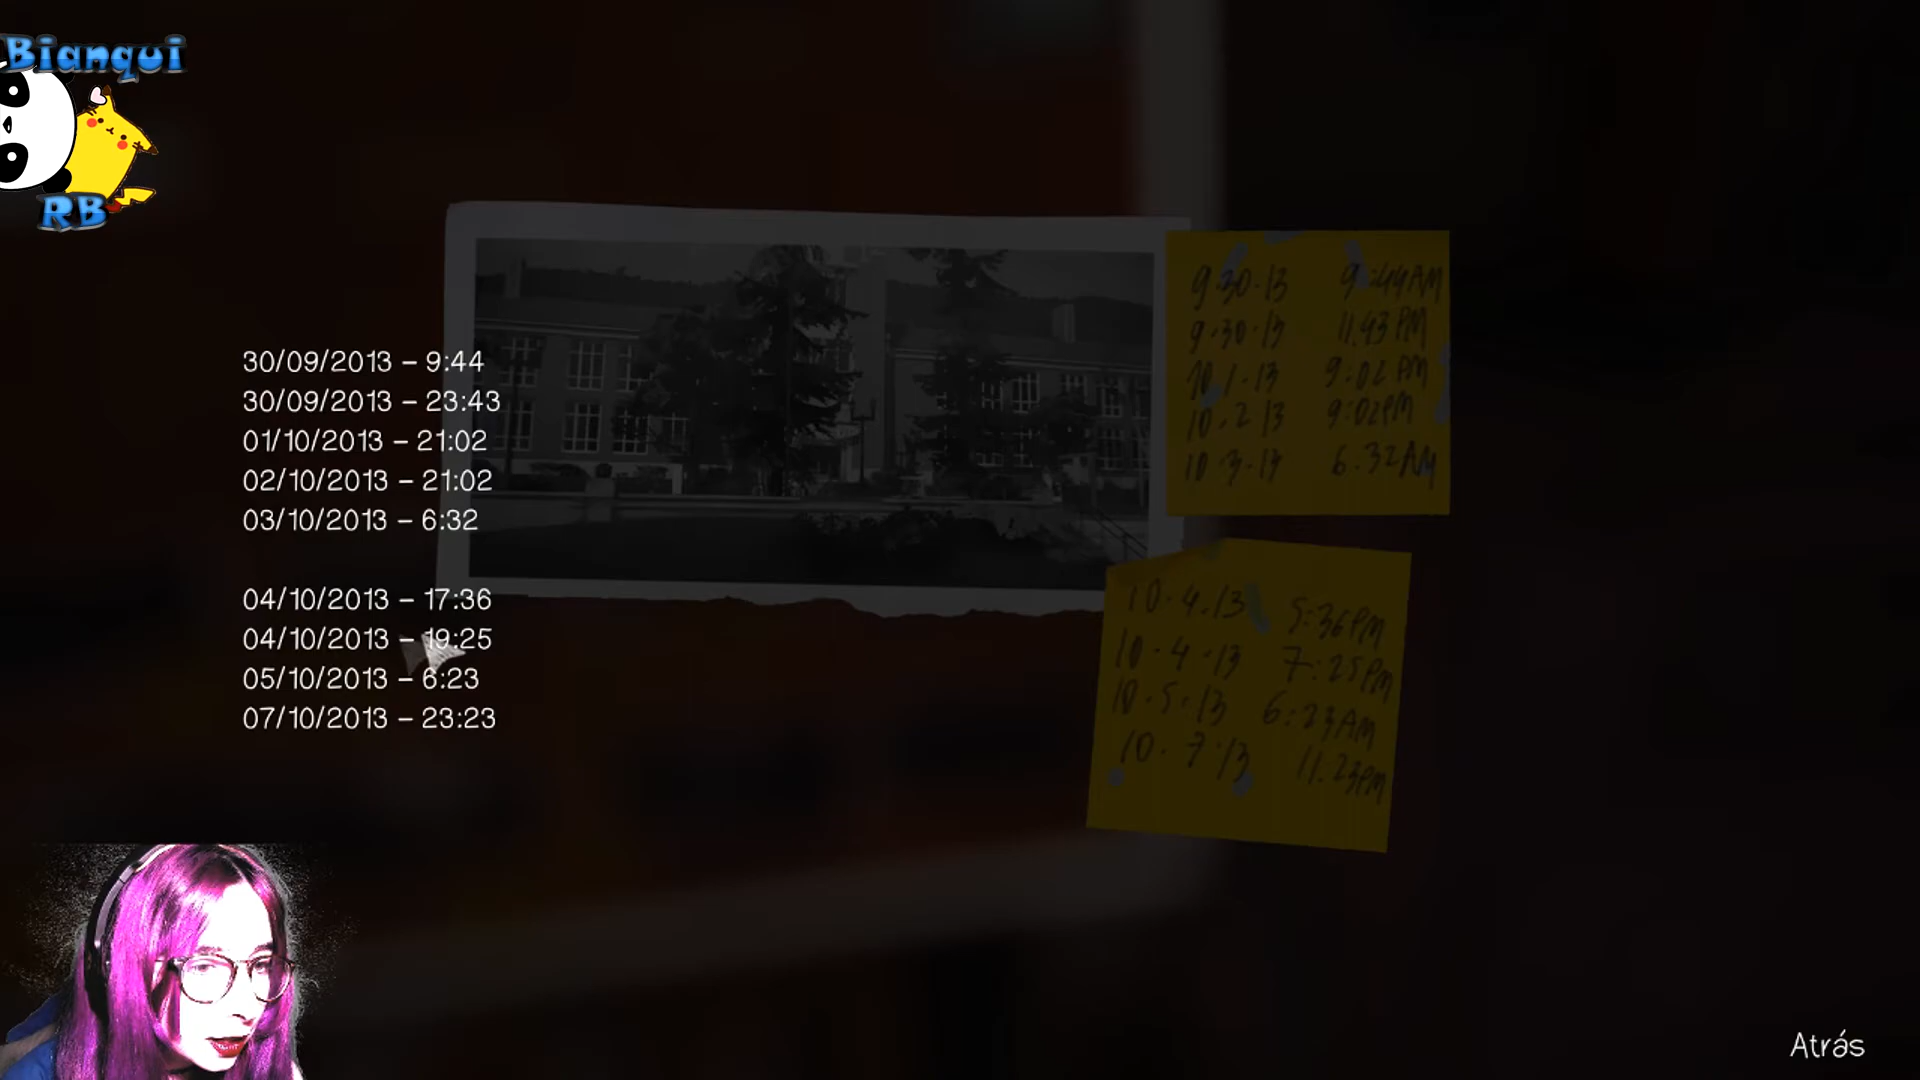 Bianqui
RB
30/09/2013 – 9:44
30/09/2013 – 23:43
01/10/2013 – 21:02
02/10/2013 – 21:02
03/10/2013 – 6:32
04/10/2013 – 17:36
04/10/2013 – 19:25
05/10/2013 – 6:23
07/10/2013 – 23:23
9·30·13 9:44AM
9·30·13 11:43 PM
10·1·13 9:02 PM
10·2·13 9:02PM
10·3·13 6:32AM
10·4·13 5:36PM
10·4·13 7:25PM
10·5·13 6:23AM
10·7·13 11:23PM
Atrás